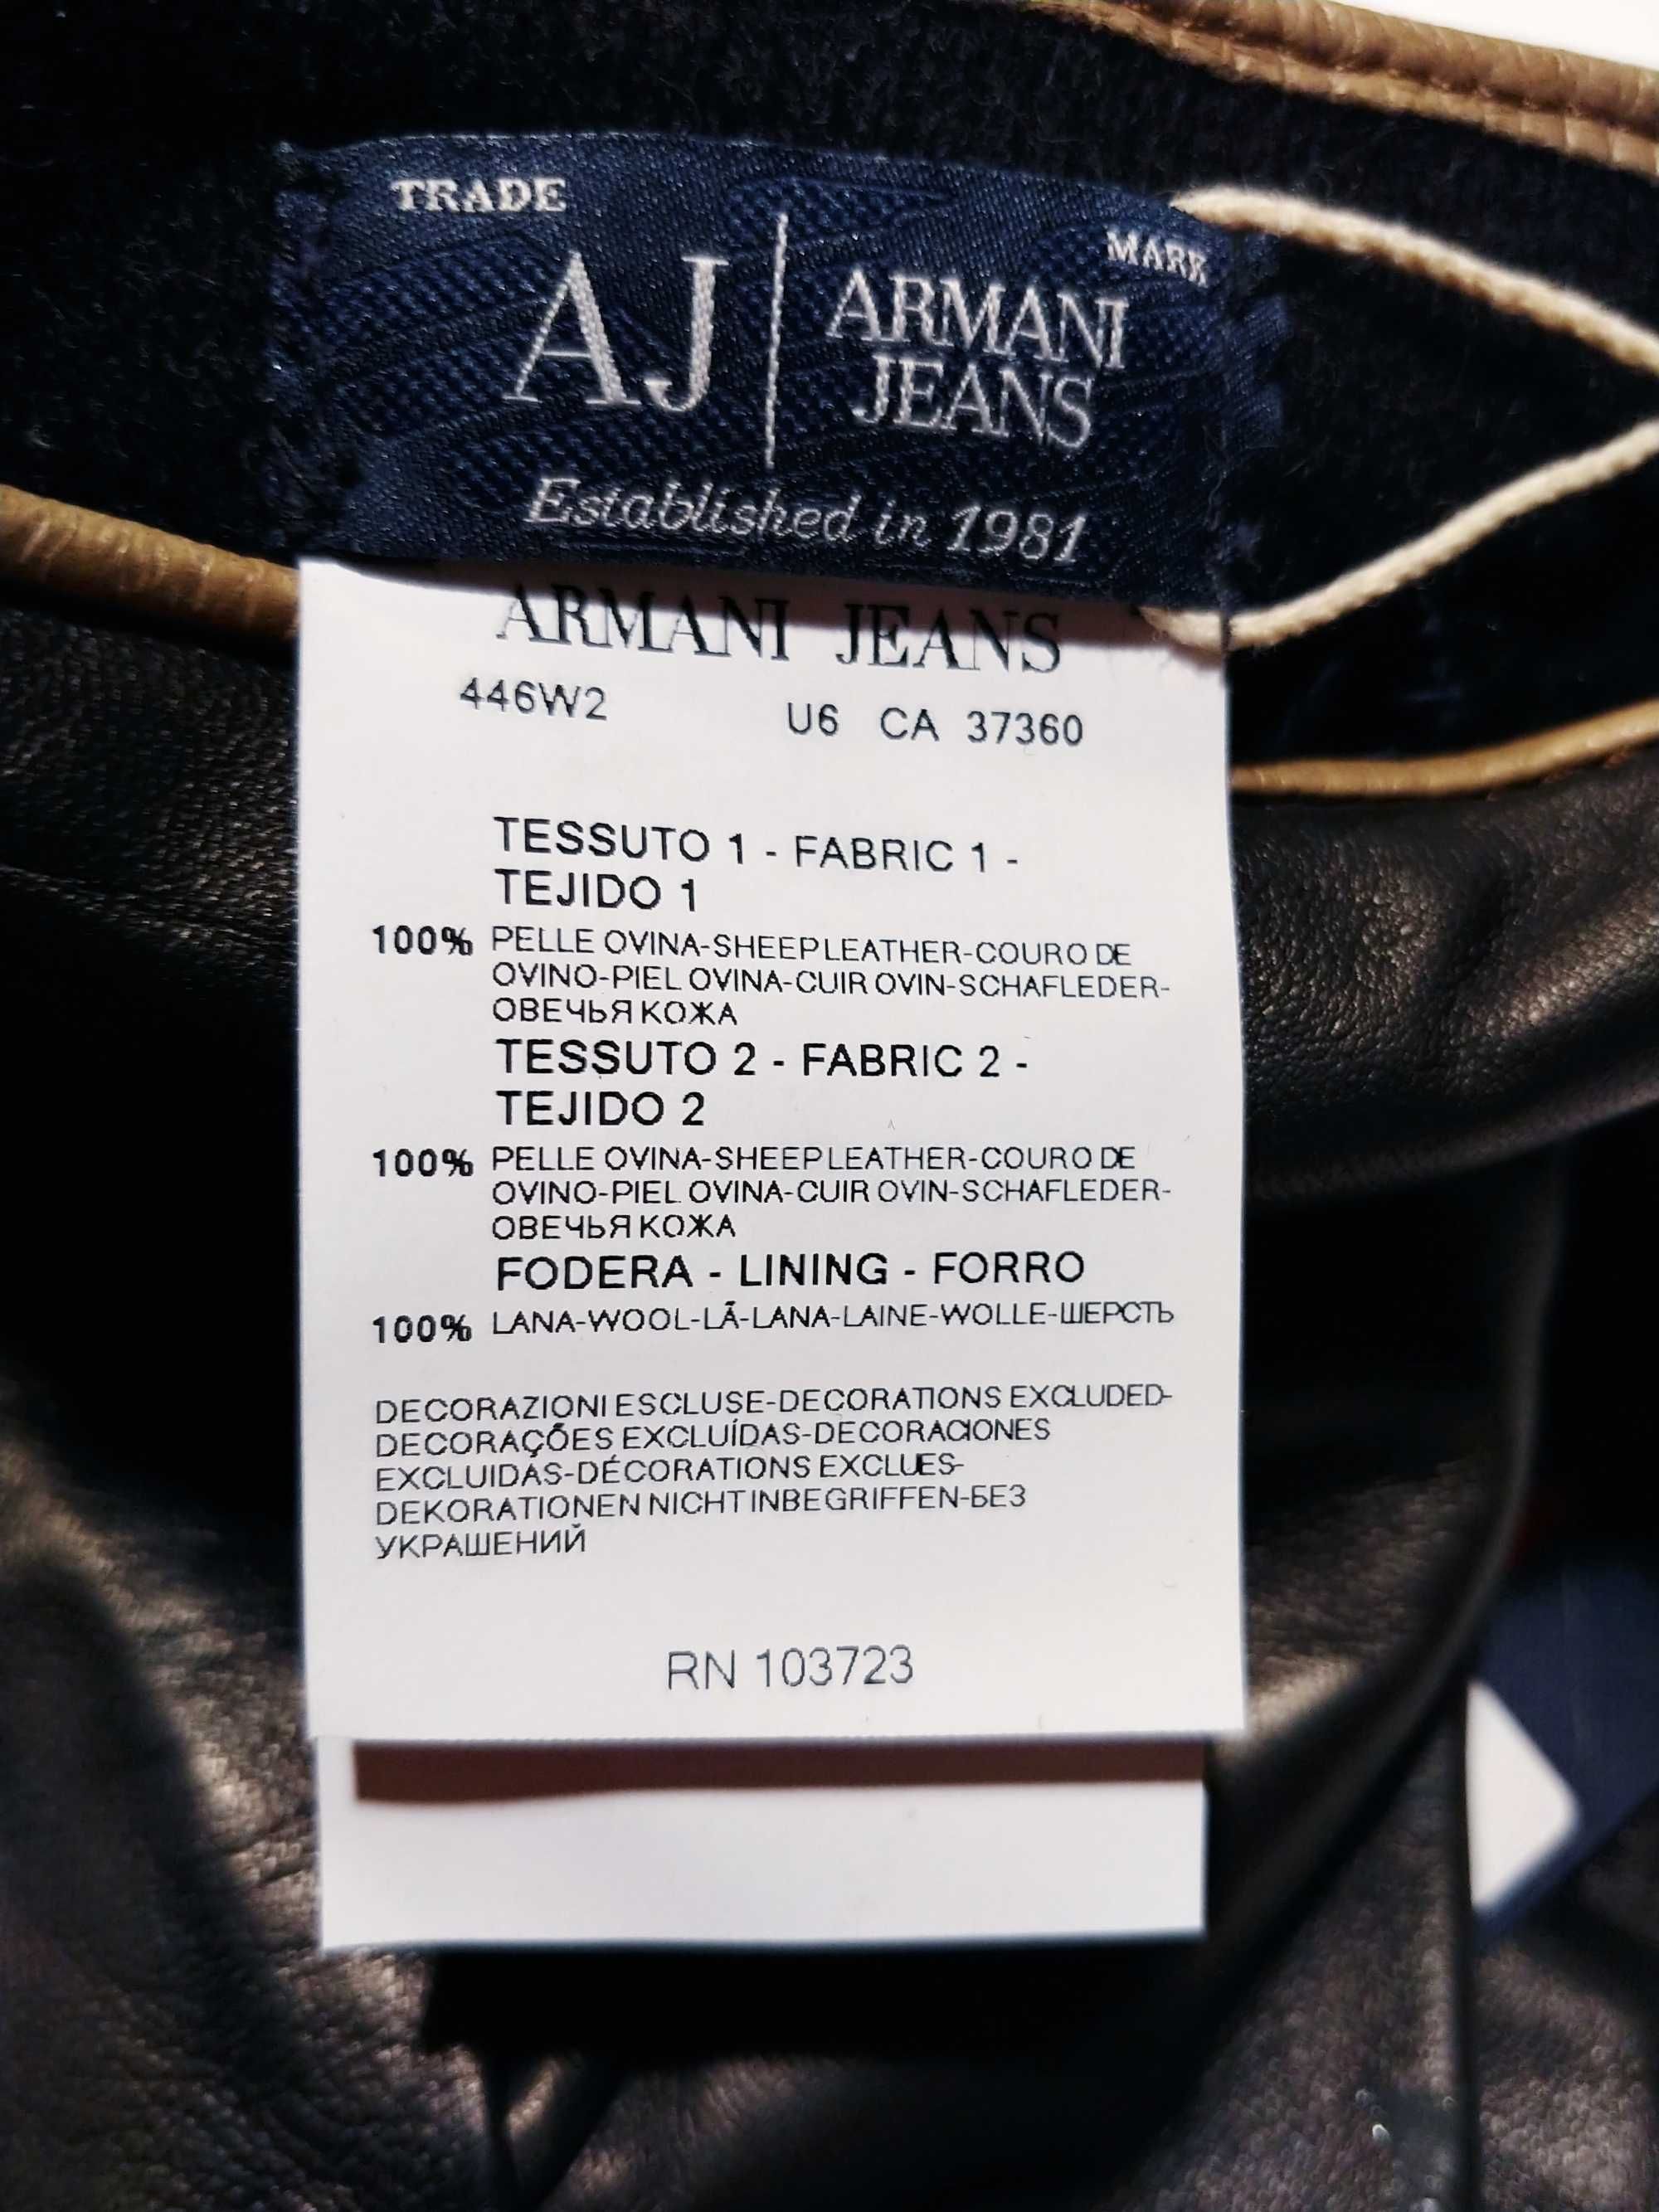 TRADE
MARK
AJ
ARMANI
JEANS
Established in 1981
ARMANI JEANS
446W2 U6 CA 37360
TESSUTO 1 - FABRIC 1 -
TEJIDO 1
100% PELLE OVINA-SHEEPLEATHER-COURO DE
OVINO-PIEL OVINA-CUIR OVIN-SCHAFLEDER-
ОВЕЧЬЯ КОЖА
TESSUTO 2 - FABRIC 2 -
TEJIDO 2
100% PELLE OVINA-SHEEPLEATHER-COURO DE
OVINO-PIEL OVINA-CUIR OVIN-SCHAFLEDER-
ОВЕЧЬЯ КОЖА
FODERA - LINING - FORRO
100% LANA-WOOL-LÃ-LANA-LAINE-WOLLE-ШЕРСТЬ
DECORAZIONI ESCLUSE-DECORATIONS EXCLUDED-
DECORAÇÕES EXCLUÍDAS-DECORACIONES
EXCLUIDAS-DÉCORATIONS EXCLUES-
DEKORATIONEN NICHT INBEGRIFFEN-БЕЗ
УКРАШЕНИЙ
RN 103723